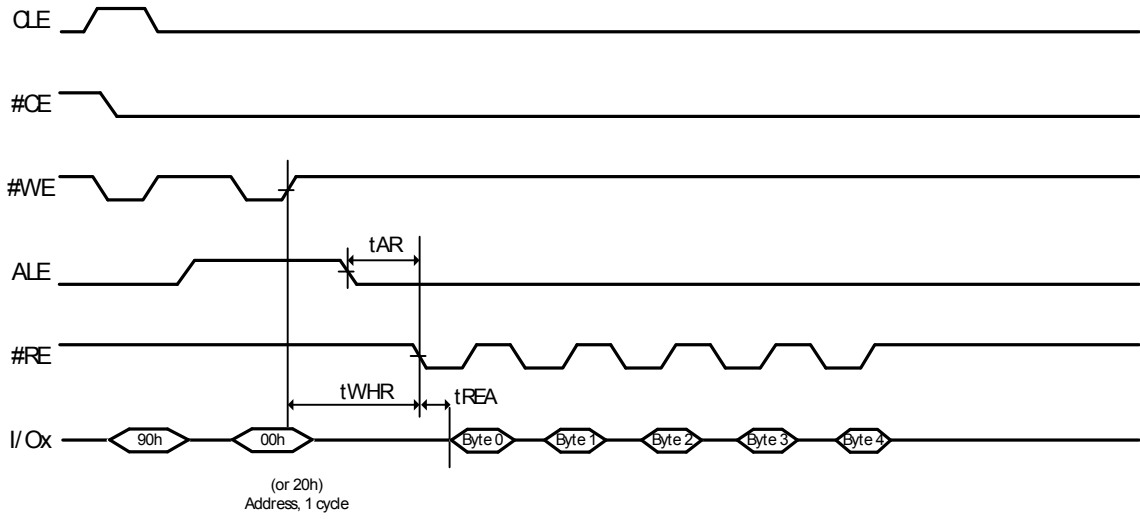 CLE
#CE
#WE
tAR
ALE
#RE
tWHR
tREA
I/Ox
90h
00h
Byte 0
Byte 1
Byte 2
Byte 3
Byte 4
(or 20h)
Address, 1 cycle